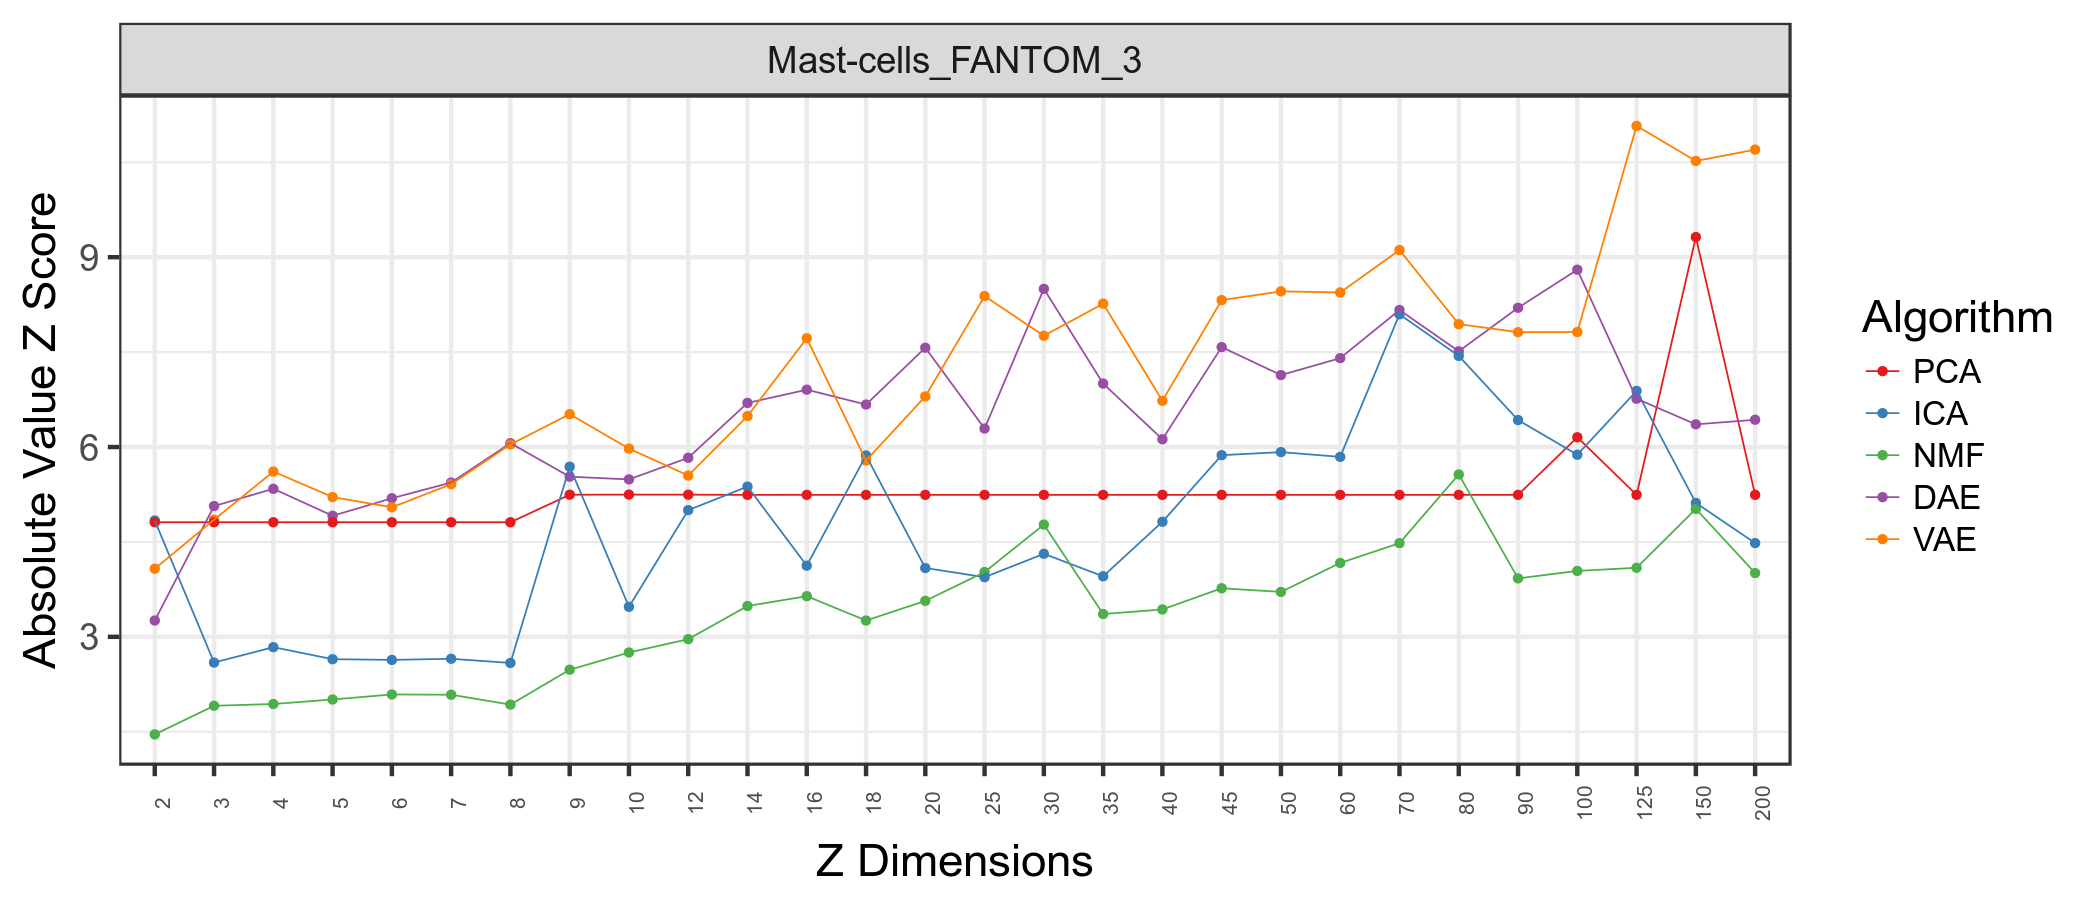 Mast-cells_FANTOM_3
Absolute Value Z Score
9
6
3
2 3 4 5 6 7 8 9 10 12 14 16 18 20 25 30 35 40 45 50 60 70 80 90 100 125 150 200
Z Dimensions
Algorithm
PCA
ICA
NMF
DAE
VAE